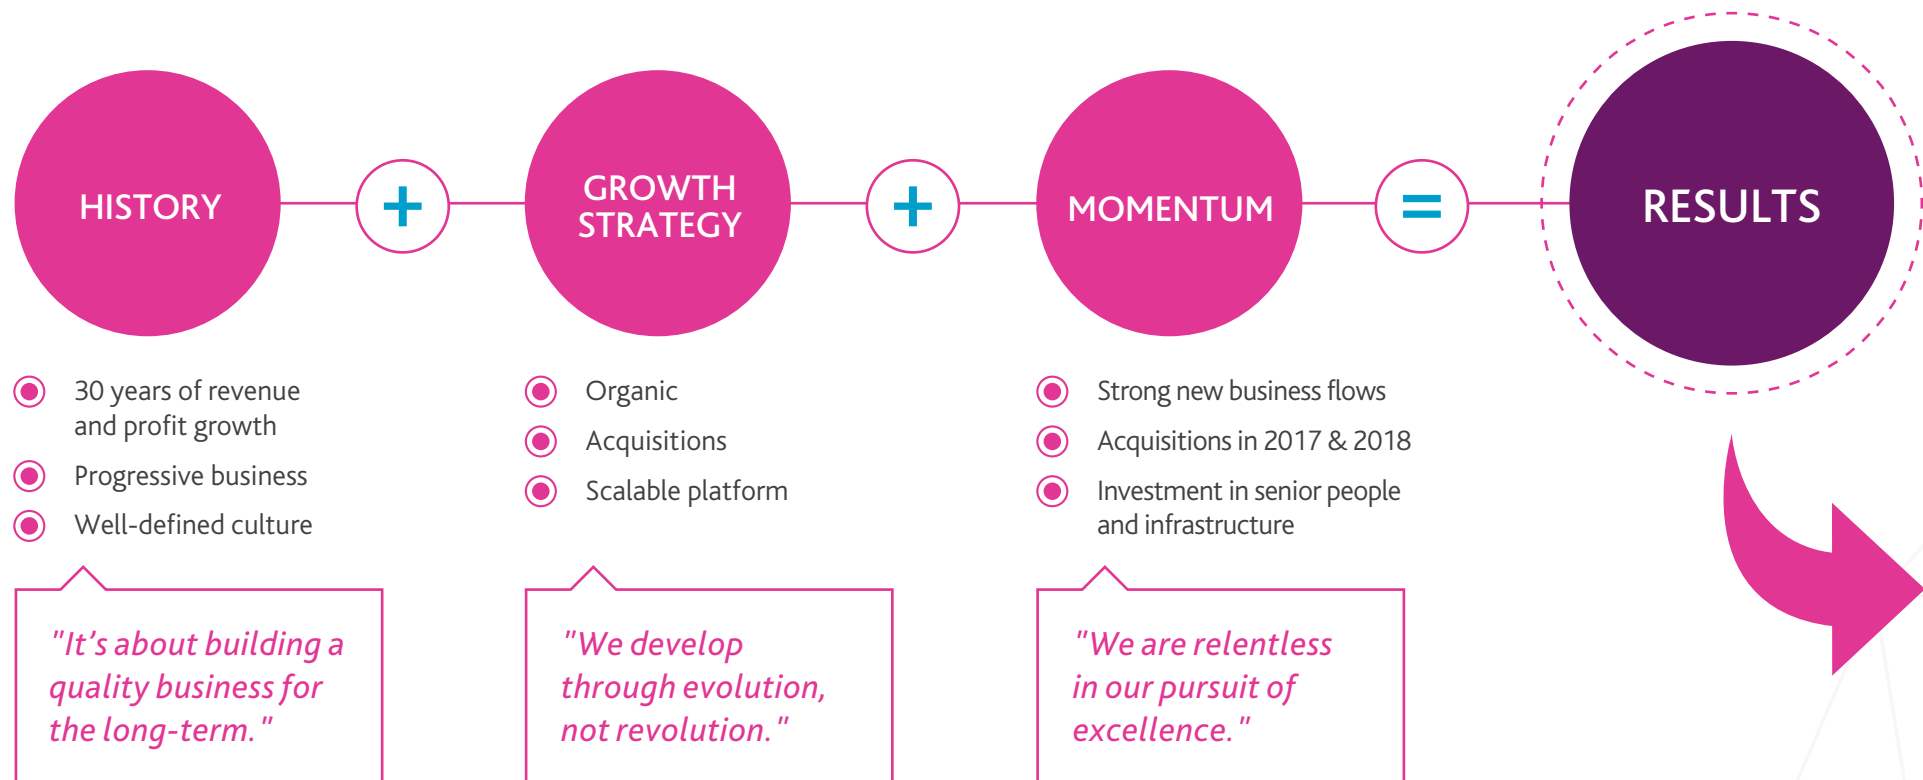 HISTORY
+
GROWTH
STRATEGY
+
MOMENTUM
=
RESULTS
30 years of revenue
and profit growth
Progressive business
Well-defined culture
Organic
Acquisitions
Scalable platform
Strong new business flows
Acquisitions in 2017 & 2018
Investment in senior people
and infrastructure
"It's about building a
quality business for
the long-term."
"We develop
through evolution,
not revolution."
"We are relentless
in our pursuit of
excellence."